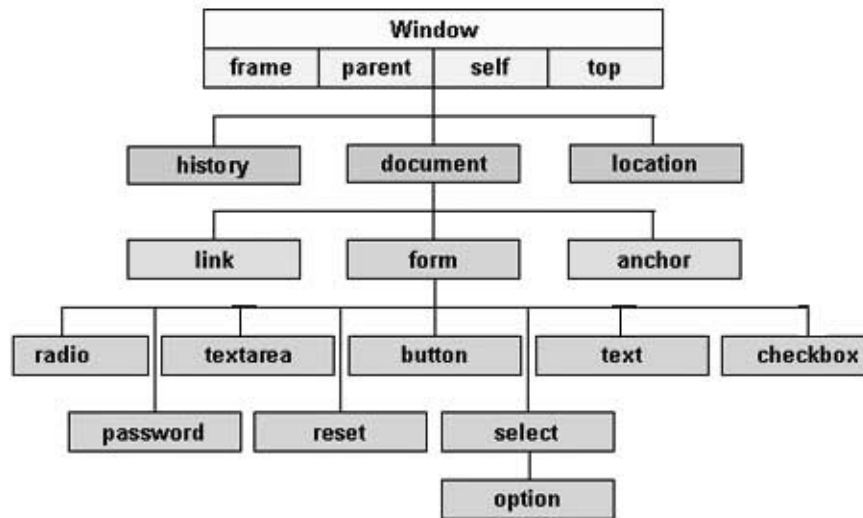 Window
frame parent self top
history document location
link form anchor
radio textarea button text checkbox
password reset select
option